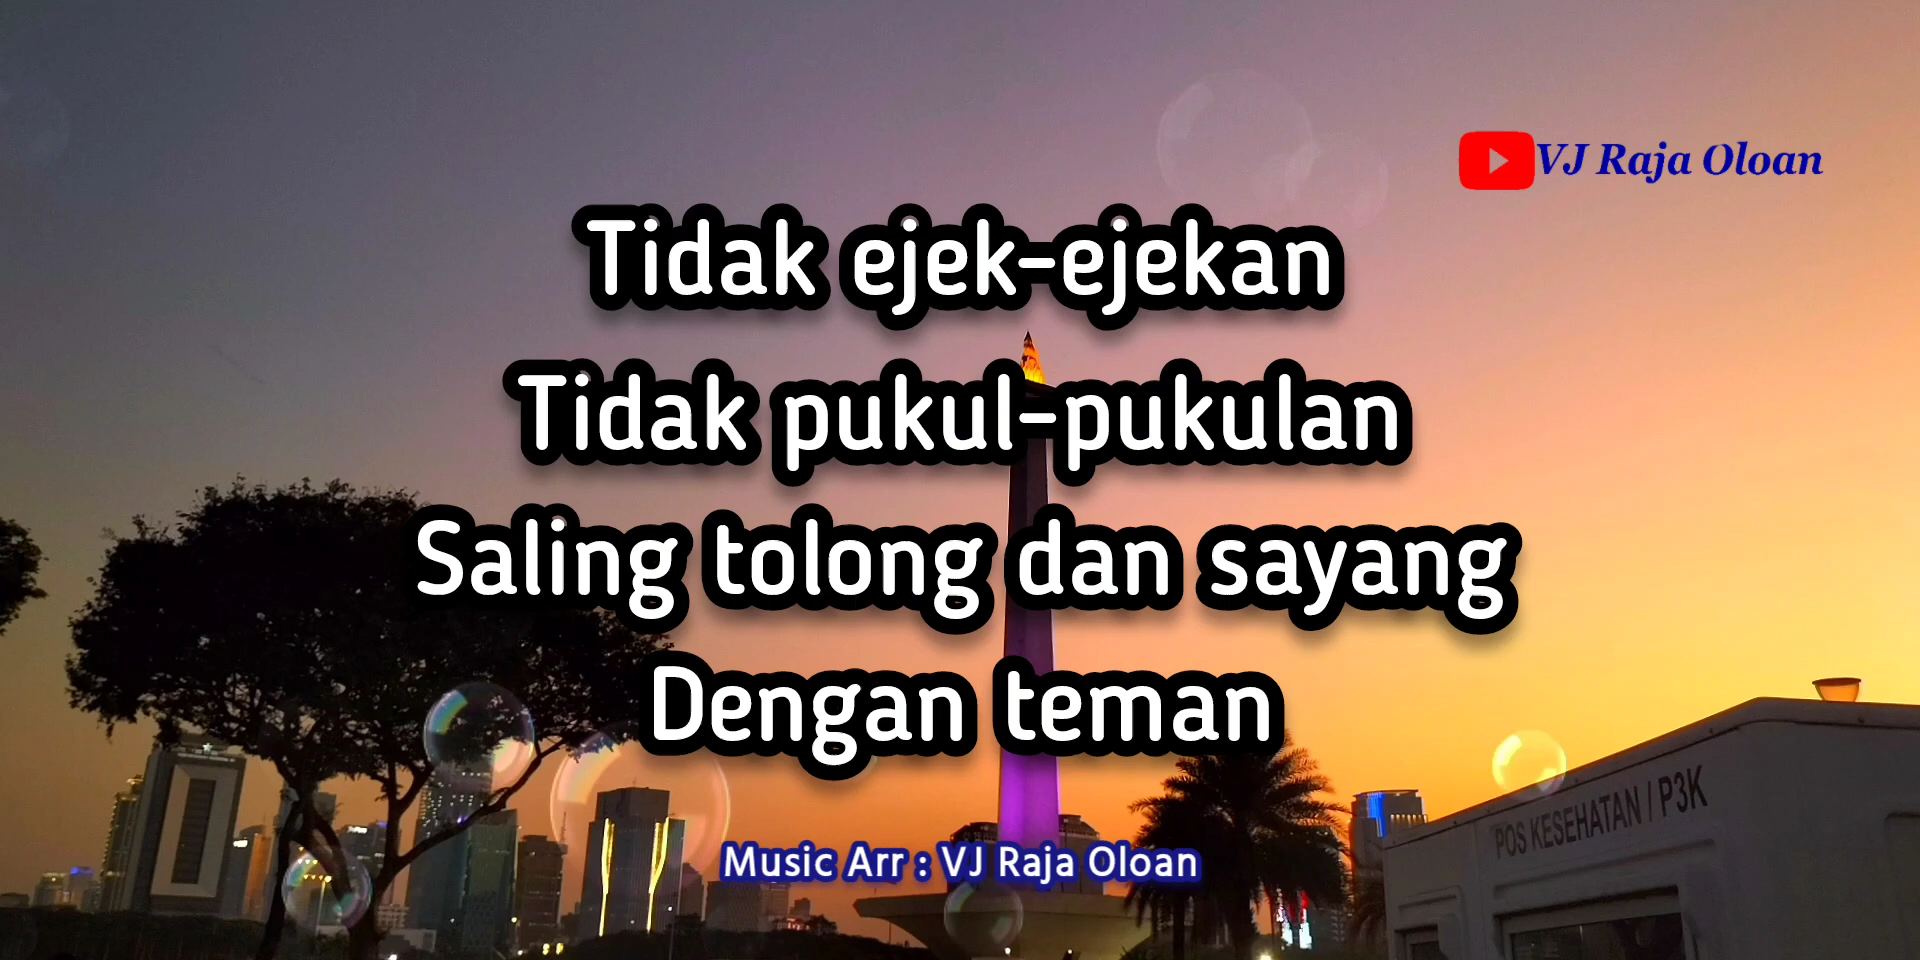 VJ Raja Oloan
Tidak ejek-ejekan
Tidak pukul-pukulan
Saling tolong dan sayang
Dengan teman
POS KESEHATAN / P3K
Music Arr : VJ Raja Oloan